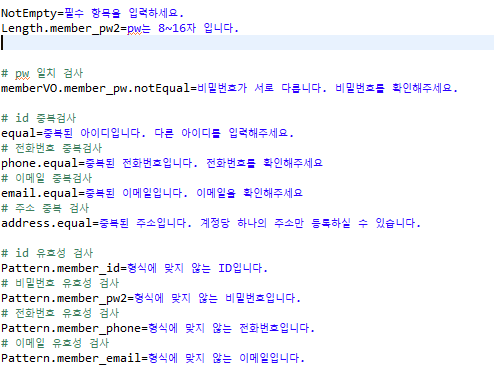 NotEmpty=필수 항목을 입력하세요.
Length.member_pw2=pw는 8~16자 입니다.
# pw 일치 검사
memberVO.member_pw.notEqual=비밀번호가 서로 다릅니다. 비밀번호를 확인해주세요.
# id 중복검사
equal=중복된 아이디입니다. 다른 아이디를 입력해주세요.
# 전화번호 중복검사
phone.equal=중복된 전화번호입니다. 전화번호를 확인해주세요
# 이메일 중복검사
email.equal=중복된 이메일입니다. 이메일을 확인해주세요
# 주소 중복 검사
address.equal=중복된 주소입니다. 계정당 하나의 주소만 등록하실 수 있습니다.
# id 유효성 검사
Pattern.member_id=형식에 맞지 않는 ID입니다.
# 비밀번호 유효성 검사
Pattern.member_pw2=형식에 맞지 않는 비밀번호입니다.
# 전화번호 유효성 검사
Pattern.member_phone=형식에 맞지 않는 전화번호입니다.
# 이메일 유효성 검사
Pattern.member_email=형식에 맞지 않는 이메일입니다.